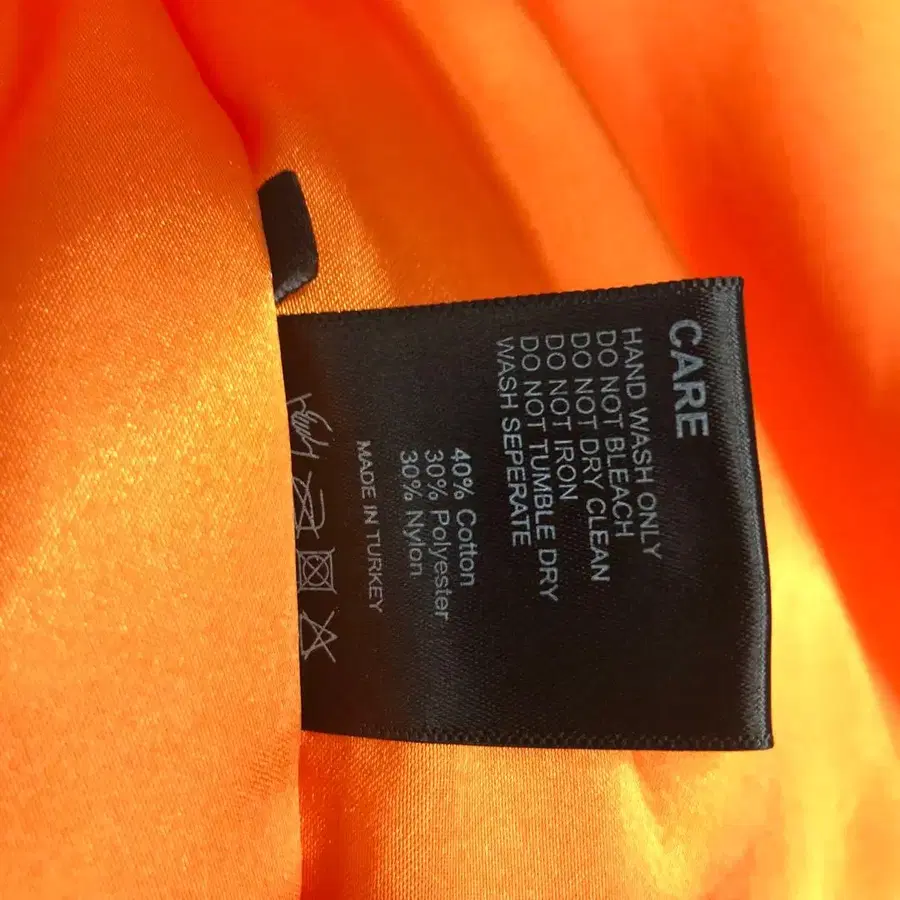 CARE
HAND WASH ONLY
DO NOT BLEACH
DO NOT DRY CLEAN
DO NOT IRON
DO NOT TUMBLE DRY
WASH SEPERATE
40% Cotton
30% Polyester
30% Nylon
MADE IN TURKEY